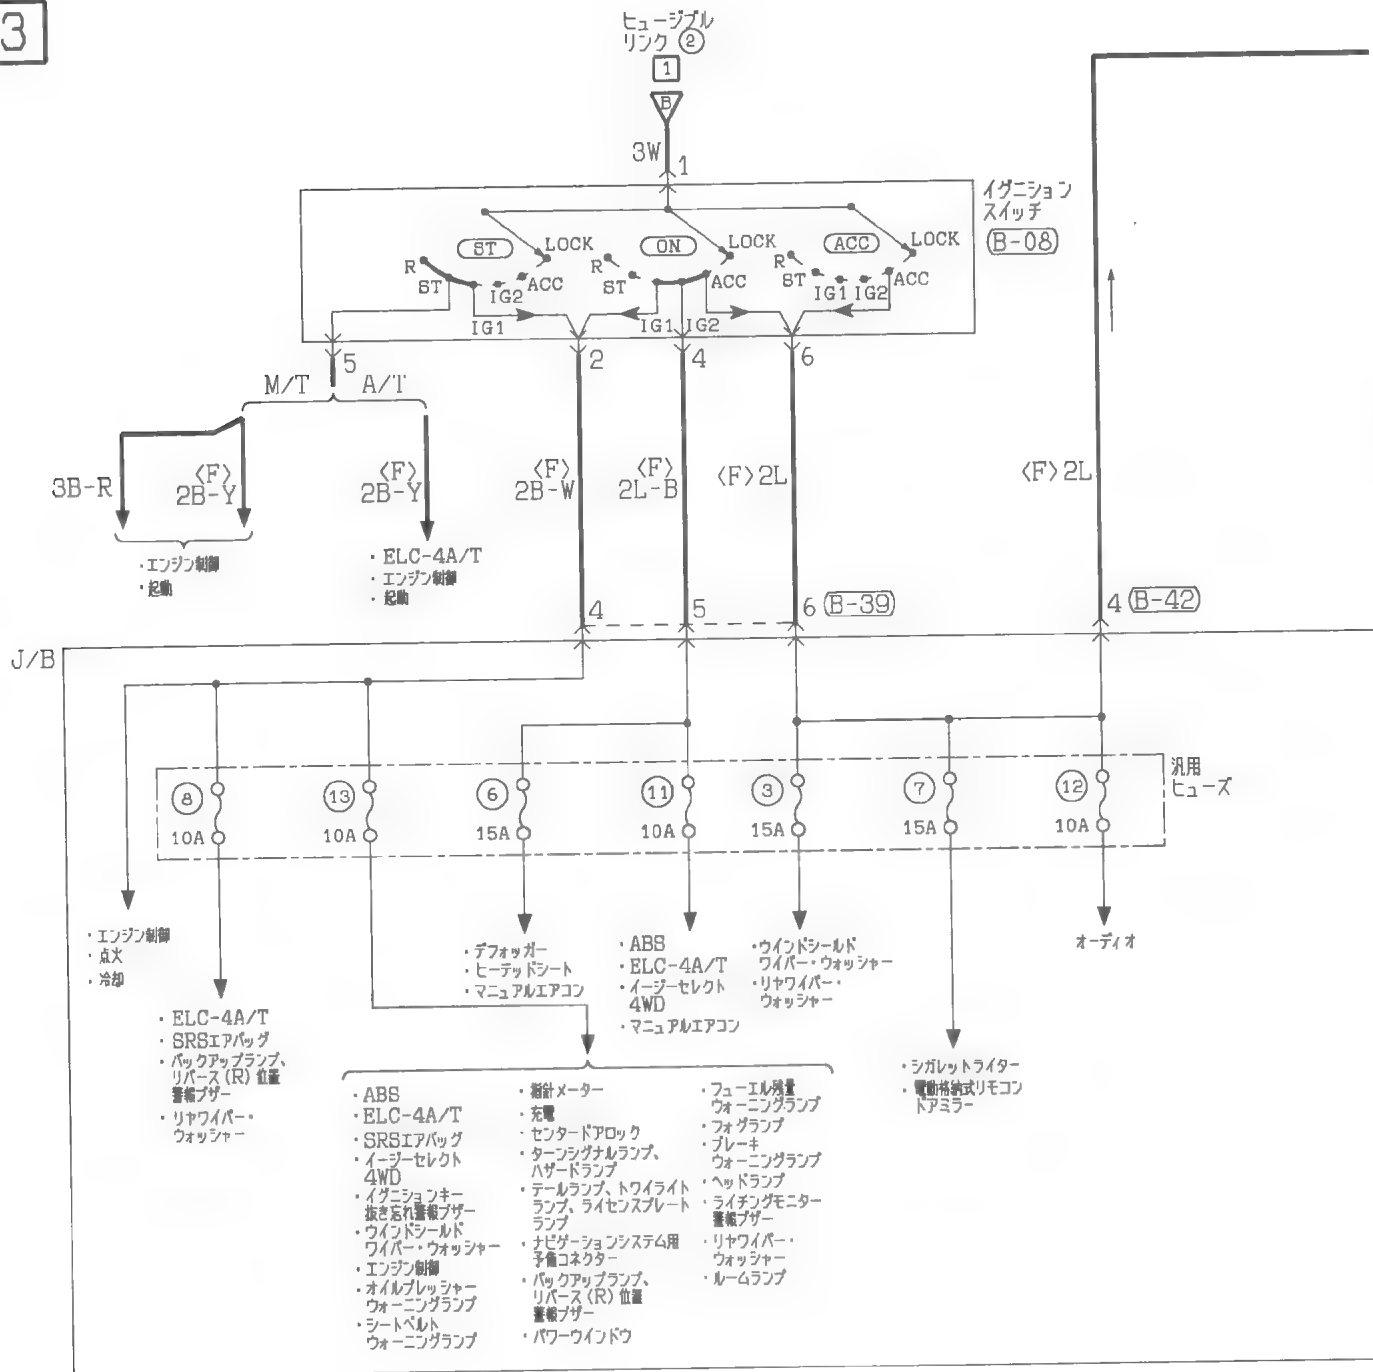 3
ヒュージブル
リンク ②
1
B
3W
1
イグニション
スイッチ
B-08
ST
LOCK
R
ST
IG1
IG2
ACC
ON
LOCK
R
ST
IG1
IG2
ACC
ACC
LOCK
R
ST
IG1
IG2
ACC
5
2
4
6
M/T
A/T
3B-R
<F>
2B-Y
<F>
2B-Y
<F>
2B-W
<F>
2L-B
<F>2L
<F>2L
・エンジン制御
・起動
・ELC-4A/T
・エンジン制御
・起動
4
5
6
B-39
4
B-42
J/B
汎用
ヒューズ
⑧
10A
⑬
10A
⑥
15A
⑪
10A
③
15A
⑦
15A
⑫
10A
・エンジン制御
・点火
・冷却
・ELC-4A/T
・SRSエアバッグ
・バックアップランプ、
リバース(R)位置
警報ブザー
・リヤワイパー・
ウォッシャー
・デフォッガー
・ヒーテッドシート
・マニュアルエアコン
・ABS
・ELC-4A/T
・イージーセレクト
4WD
・マニュアルエアコン
・ウインドシールド
ワイパー・ウォッシャー
・リヤワイパー・
ウォッシャー
・シガレットライター
・電動格納式リモコン
ドアミラー
オーディオ
・ABS
・ELC-4A/T
・SRSエアバッグ
・イージーセレクト
4WD
・イグニションキー
抜き忘れ警報ブザー
・ウインドシールド
ワイパー・ウォッシャー
・エンジン制御
・オイルプレッシャー
ウォーニングランプ
・シートベルト
ウォーニングランプ
・指針メーター
・充電
・センタードアロック
・ターンシグナルランプ、
ハザードランプ
・テールランプ、トワイライト
ランプ、ライセンスプレート
ランプ
・ナビゲーションシステム用
予備コネクター
・バックアップランプ、
リバース(R)位置
警報ブザー
・パワーウインドウ
・フューエル残量
ウォーニングランプ
・フォグランプ
・ブレーキ
ウォーニングランプ
・ヘッドランプ
・ライチングモニター
警報ブザー
・リヤワイパー・
ウォッシャー
・ルームランプ